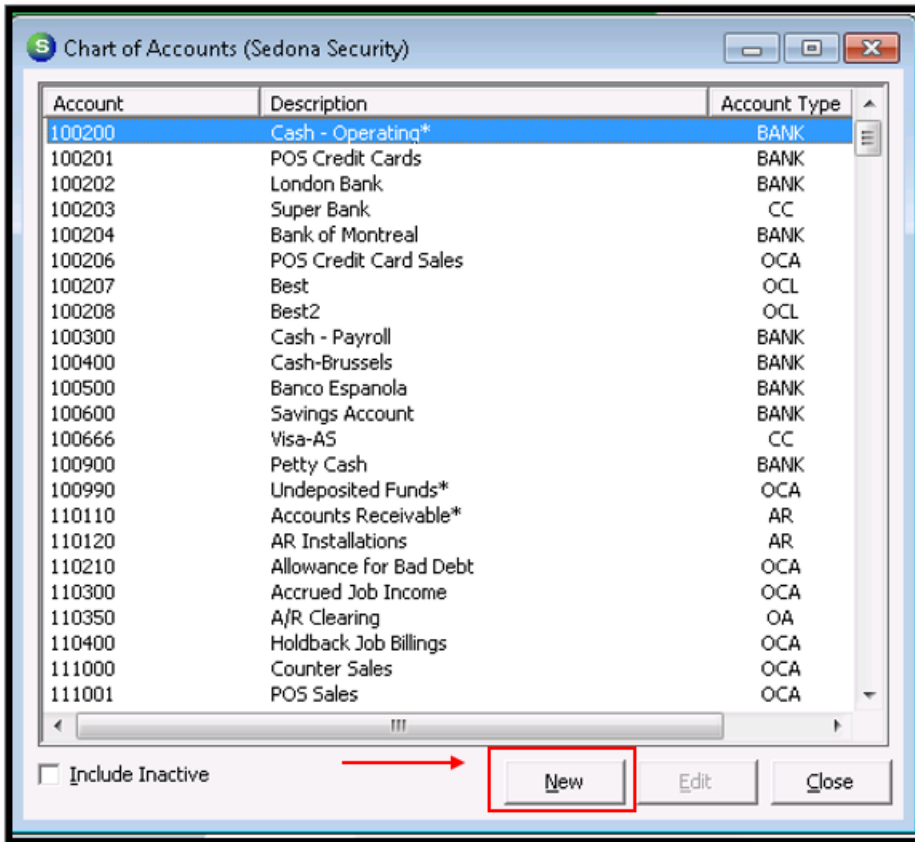 S Chart of Accounts (Sedona Security)
Account Description Account Type
100200 Cash - Operating* BANK
100201 POS Credit Cards BANK
100202 London Bank BANK
100203 Super Bank CC
100204 Bank of Montreal BANK
100206 POS Credit Card Sales OCA
100207 Best OCL
100208 Best2 OCL
100300 Cash - Payroll BANK
100400 Cash-Brussels BANK
100500 Banco Espanola BANK
100600 Savings Account BANK
100666 Visa-AS CC
100900 Petty Cash BANK
100990 Undeposited Funds* OCA
110110 Accounts Receivable* AR
110120 AR Installations AR
110210 Allowance for Bad Debt OCA
110300 Accrued Job Income OCA
110350 A/R Clearing OA
110400 Holdback Job Billings OCA
111000 Counter Sales OCA
111001 POS Sales OCA
Include Inactive New Edit Close